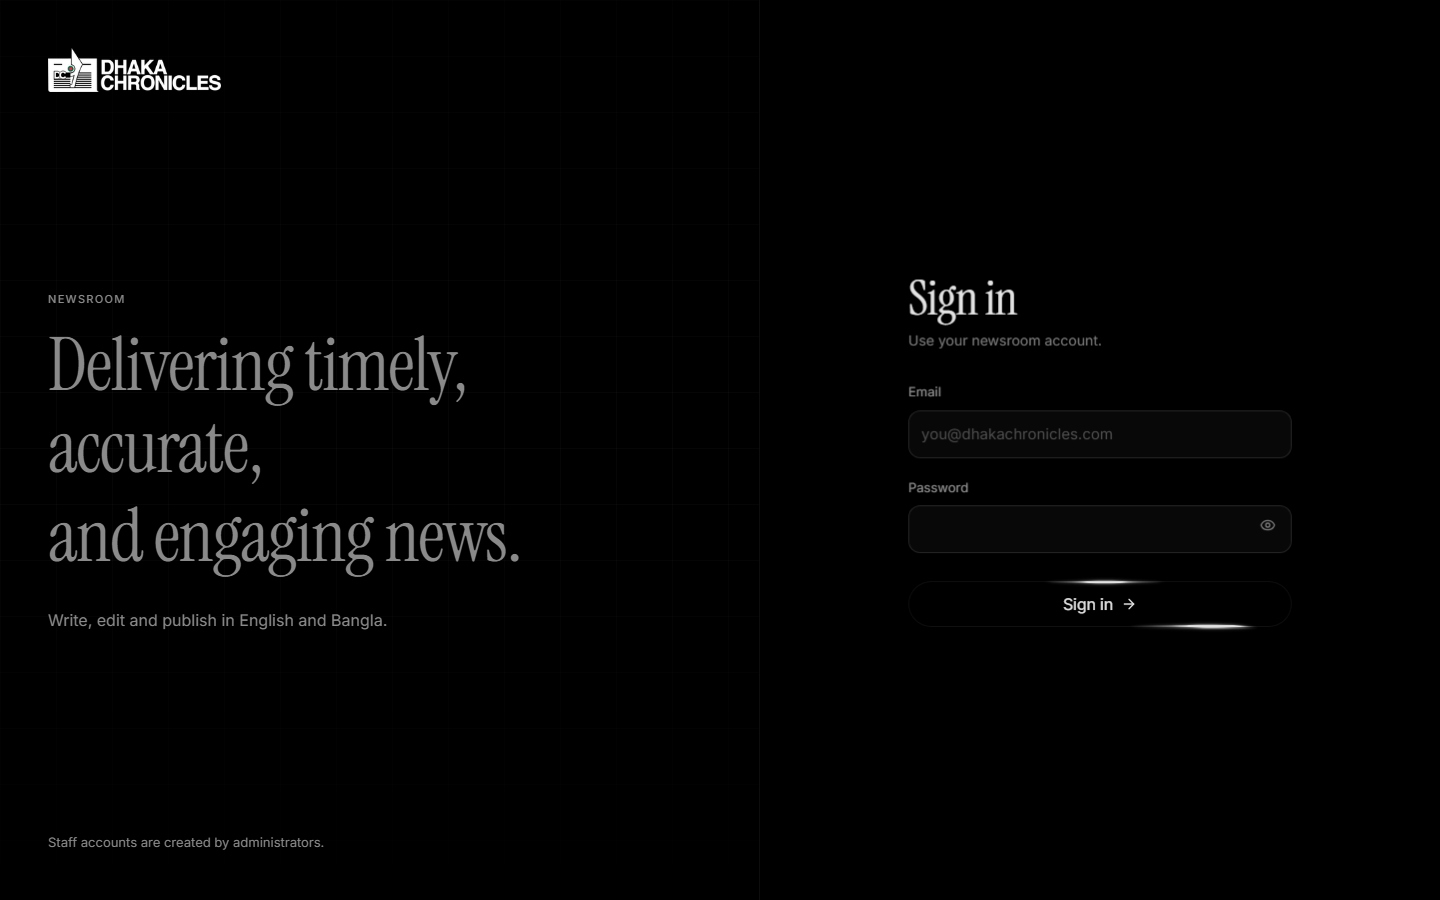 DHAKA
CHRONICLES
NEWSROOM
Delivering timely,
accurate,
and engaging news.
Write, edit and publish in English and Bangla.
Staff accounts are created by administrators.
Sign in
Use your newsroom account.
Email
you@dhakachronicles.com
Password
Sign in →